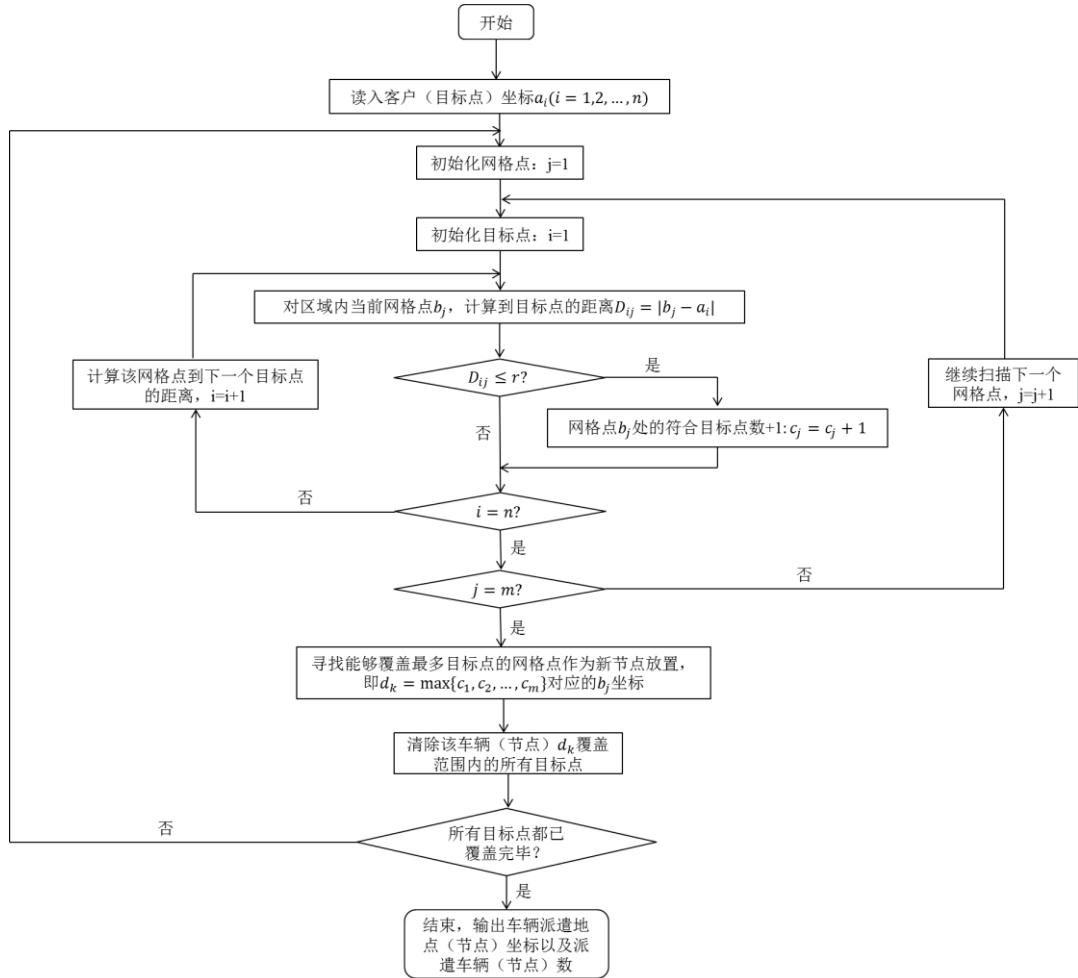 开始
读入客户（目标点）坐标a_i(i = 1,2, … , n)
初始化网格点：j=1
初始化目标点：i=1
对区域内当前网格点b_j，计算到目标点的距离D_ij = |b_j − a_i|
计算该网格点到下一个目标点
的距离，i=i+1
D_ij ≤ r?
是
继续扫描下一个
网格点，j=j+1
否
网格点b_j处的符合目标点数+1: c_j = c_j + 1
否
i = n?
是
j = m?
否
是
寻找能够覆盖最多目标点的网格点作为新节点放置，
即d_k = max{c_1, c_2, … , c_m}对应的b_j坐标
清除该车辆（节点）d_k覆盖
范围内的所有目标点
否
所有目标点都已
覆盖完毕？
是
结束，输出车辆派遣地
点（节点）坐标以及派
遣车辆（节点）数